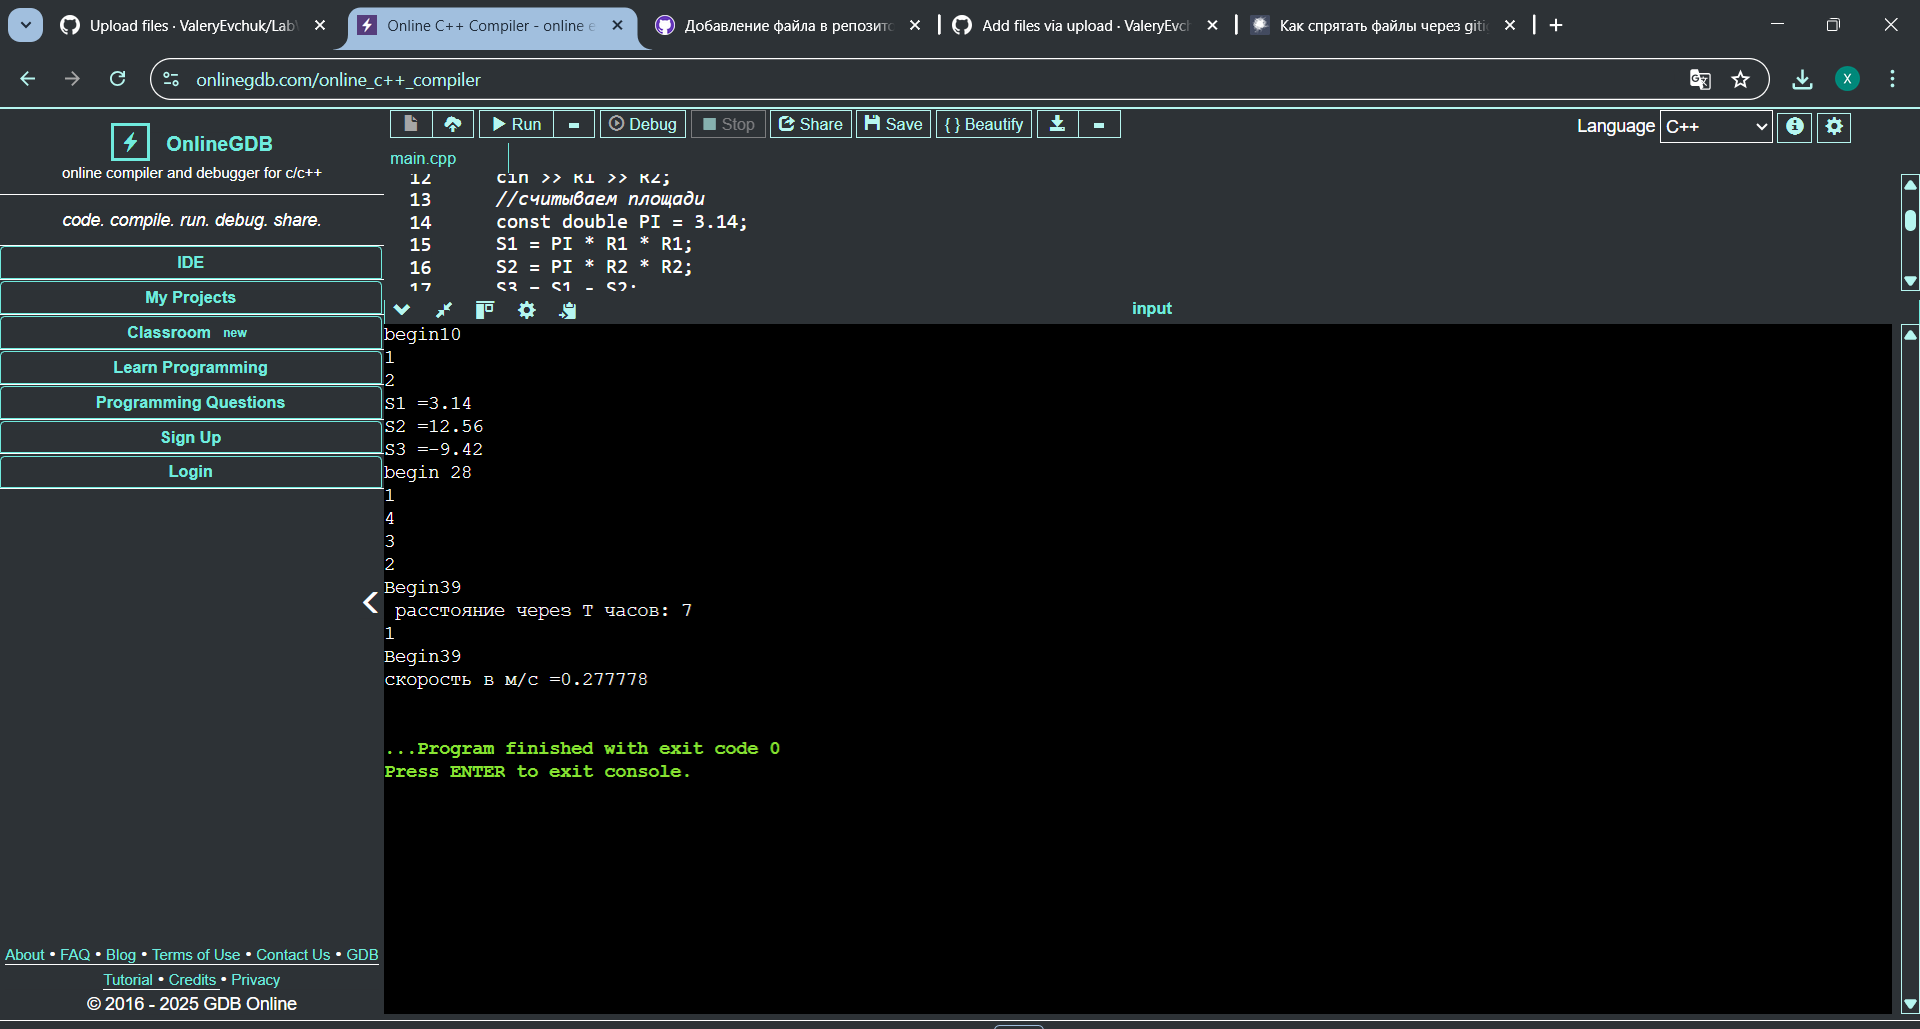 Upload files · ValeryEvchuk/Lab
Online C++ Compiler - online e
Добавление файла в репозито
Add files via upload · ValeryEvch
Как спрятать файлы через giti
onlinegdb.com/online_c++_compiler
X
OnlineGDB
online compiler and debugger for c/c++
code. compile. run. debug. share.
IDE
My Projects
Classroom new
Learn Programming
Programming Questions
Sign Up
Login
About • FAQ • Blog • Terms of Use • Contact Us • GDB
Tutorial • Credits • Privacy
© 2016 - 2025 GDB Online
Run
Debug
Stop
Share
Save
{ } Beautify
Language C++
main.cpp
12 cin >> R1 >> R2;
13 //считываем площади
14 const double PI = 3.14;
15 S1 = PI * R1 * R1;
16 S2 = PI * R2 * R2;
17 S3 = S1 - S2;
input
begin10
1
2
S1 =3.14
S2 =12.56
S3 =-9.42
begin 28
1
4
3
2
Begin39
расстояние через T часов: 7
1
Begin39
скорость в м/с =0.277778
...Program finished with exit code 0
Press ENTER to exit console.